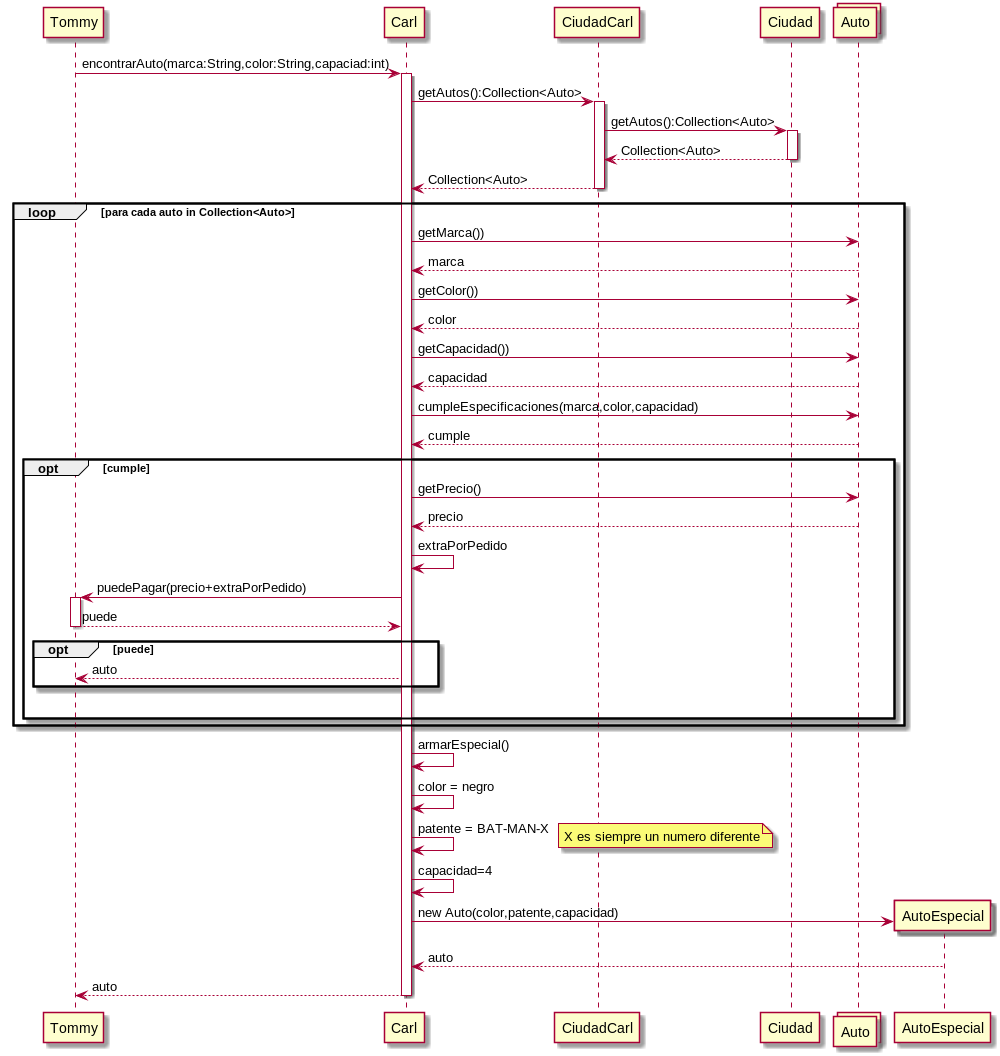 Tommy
Carl
CiudadCarl
Ciudad
Auto
encontrarAuto(marca:String,color:String,capaciad:int)
getAutos():Collection<Auto>
getAutos():Collection<Auto>
Collection<Auto>
Collection<Auto>
loop [para cada auto in Collection<Auto>]
getMarca())
marca
getColor())
color
getCapacidad())
capacidad
cumpleEspecificaciones(marca,color,capacidad)
cumple
opt [cumple]
getPrecio()
precio
extraPorPedido
puedePagar(precio+extraPorPedido)
puede
opt [puede]
auto
armarEspecial()
color = negro
patente = BAT-MAN-X
X es siempre un numero diferente
capacidad=4
new Auto(color,patente,capacidad)
AutoEspecial
auto
auto
Tommy
Carl
CiudadCarl
Ciudad
Auto
AutoEspecial